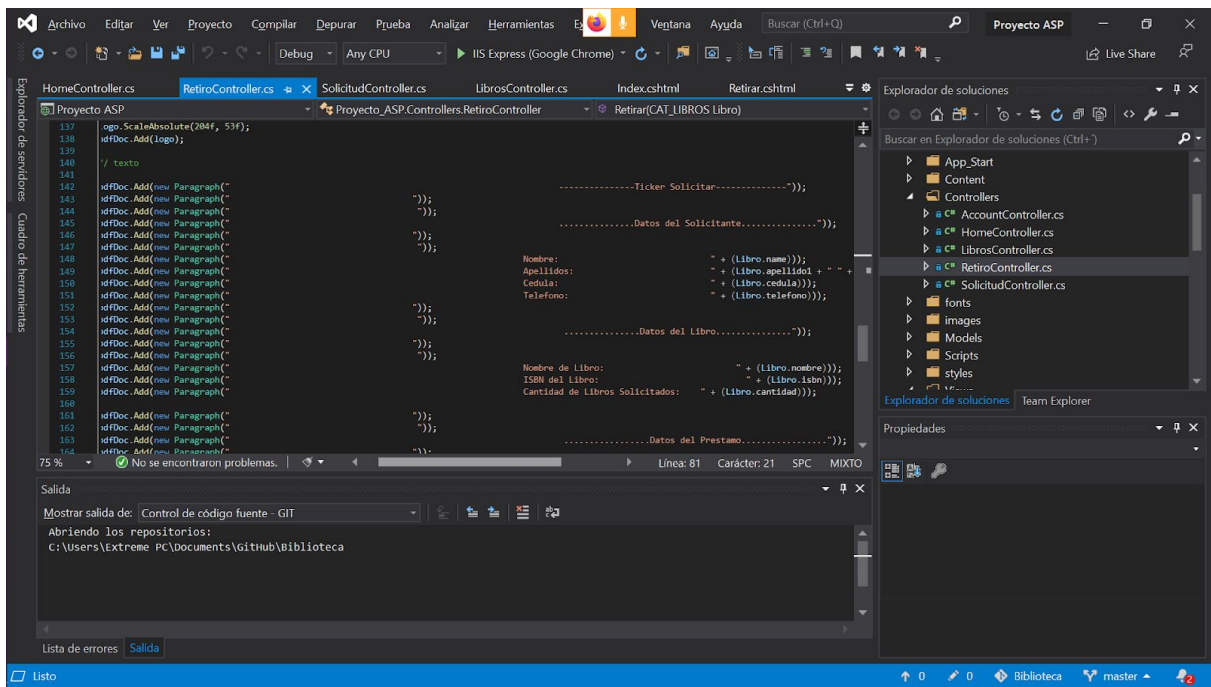 Archivo Editar Ver Proyecto Compilar Depurar Prueba Analizar Herramientas Ventana Ayuda Buscar (Ctrl+Q) Proyecto ASP
Debug Any CPU IIS Express (Google Chrome) Live Share
Explorador de servidores
Cuadro de herramientas
HomeController.cs RetiroController.cs SolicitudController.cs LibrosController.cs Index.cshtml Retirar.cshtml
Proyecto ASP Proyecto_ASP.Controllers.RetiroController Retirar(CAT_LIBROS Libro)
137 .ogo.ScaleAbsolute(204f, 53f);
138 dfDoc.Add(logo);
139
140 '/ texto
141
142 dfDoc.Add(new Paragraph(" ---------------Ticker Solicitar--------------"));
143 dfDoc.Add(new Paragraph(" "));
144 dfDoc.Add(new Paragraph(" "));
145 dfDoc.Add(new Paragraph(" ...............Datos del Solicitante..............."));
146 dfDoc.Add(new Paragraph(" "));
147 dfDoc.Add(new Paragraph(" "));
148 dfDoc.Add(new Paragraph(" Nombre: " + (Libro.name)));
149 dfDoc.Add(new Paragraph(" Apellidos: " + (Libro.apellido1 + " " +
150 dfDoc.Add(new Paragraph(" Cedula: " + (Libro.cedula)));
151 dfDoc.Add(new Paragraph(" Telefono: " + (Libro.telefono)));
152 dfDoc.Add(new Paragraph(" "));
153 dfDoc.Add(new Paragraph(" "));
154 dfDoc.Add(new Paragraph(" ...............Datos del Libro..............."));
155 dfDoc.Add(new Paragraph(" "));
156 dfDoc.Add(new Paragraph(" "));
157 dfDoc.Add(new Paragraph(" Nombre de Libro: " + (Libro.nombre)));
158 dfDoc.Add(new Paragraph(" ISBN del Libro: " + (Libro.isbn)));
159 dfDoc.Add(new Paragraph(" Cantidad de Libros Solicitados: " + (Libro.cantidad)));
160
161 dfDoc.Add(new Paragraph(" "));
162 dfDoc.Add(new Paragraph(" "));
163 dfDoc.Add(new Paragraph(" .................Datos del Prestamo................."));
164 dfDoc.Add(new Paragraph(" "));
75 % No se encontraron problemas. Línea: 81 Carácter: 21 SPC MIXTO
Salida
Mostrar salida de: Control de código fuente - GIT
Abriendo los repositorios:
C:\Users\Extreme PC\Documents\GitHub\Biblioteca
Lista de errores Salida
Explorador de soluciones
Buscar en Explorador de soluciones (Ctrl+´)
App_Start
Content
Controllers
C# AccountController.cs
C# HomeController.cs
C# LibrosController.cs
C# RetiroController.cs
C# SolicitudController.cs
fonts
images
Models
Scripts
styles
Views
Explorador de soluciones Team Explorer
Propiedades
Listo 0 0 Biblioteca master 2